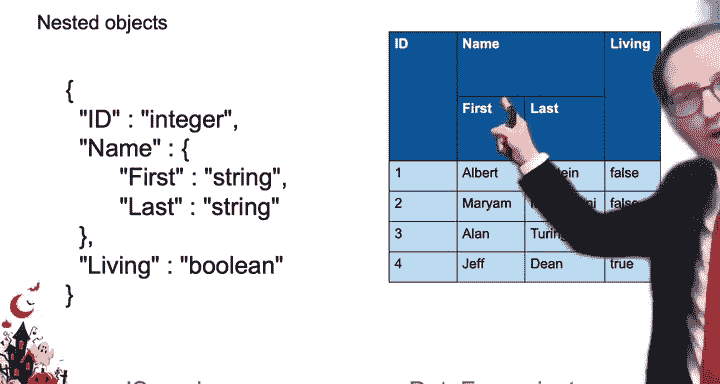 Nested objects
{
"ID" : "integer",
"Name" : {
"First" : "string",
"Last" : "string"
},
"Living" : "boolean"
}
ID Name Living
First Last
1 Albert false
2 Maryam false
3 Alan
4 Jeff Dean true